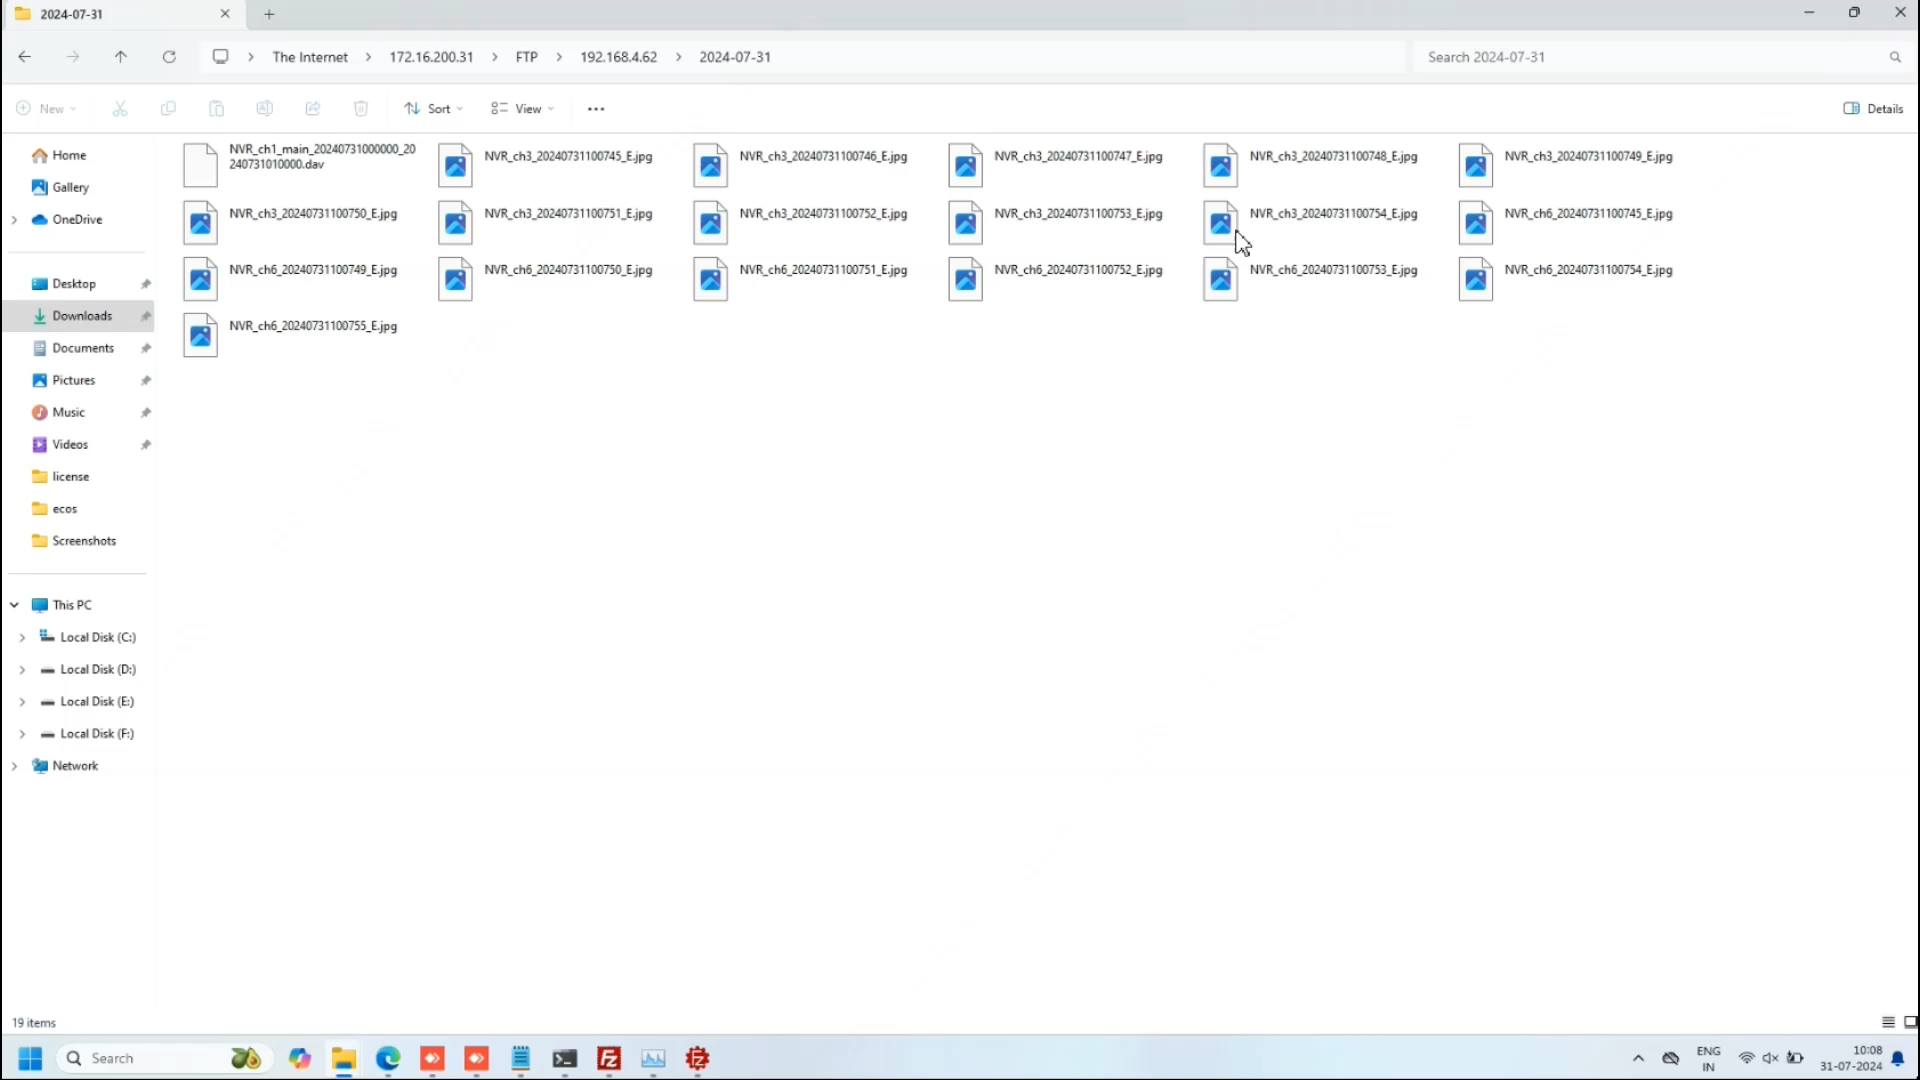 2024-07-31
The Internet > 172.16.200.31 > FTP > 192.168.4.62 > 2024-07-31
Search 2024-07-31
New
Sort
View
Details
Home
Gallery
OneDrive
Desktop
Downloads
Documents
Pictures
Music
Videos
license
ecos
Screenshots
This PC
Local Disk (C:)
Local Disk (D:)
Local Disk (E:)
Local Disk (F:)
Network
NVR_ch1_main_20240731000000_20
240731010000.dav
NVR_ch3_20240731100745_E.jpg
NVR_ch3_20240731100746_E.jpg
NVR_ch3_20240731100747_E.jpg
NVR_ch3_20240731100748_E.jpg
NVR_ch3_20240731100749_E.jpg
NVR_ch3_20240731100750_E.jpg
NVR_ch3_20240731100751_E.jpg
NVR_ch3_20240731100752_E.jpg
NVR_ch3_20240731100753_E.jpg
NVR_ch3_20240731100754_E.jpg
NVR_ch6_20240731100745_E.jpg
NVR_ch6_20240731100749_E.jpg
NVR_ch6_20240731100750_E.jpg
NVR_ch6_20240731100751_E.jpg
NVR_ch6_20240731100752_E.jpg
NVR_ch6_20240731100753_E.jpg
NVR_ch6_20240731100754_E.jpg
NVR_ch6_20240731100755_E.jpg
19 items
Search
ENG
IN
10:08
31-07-2024